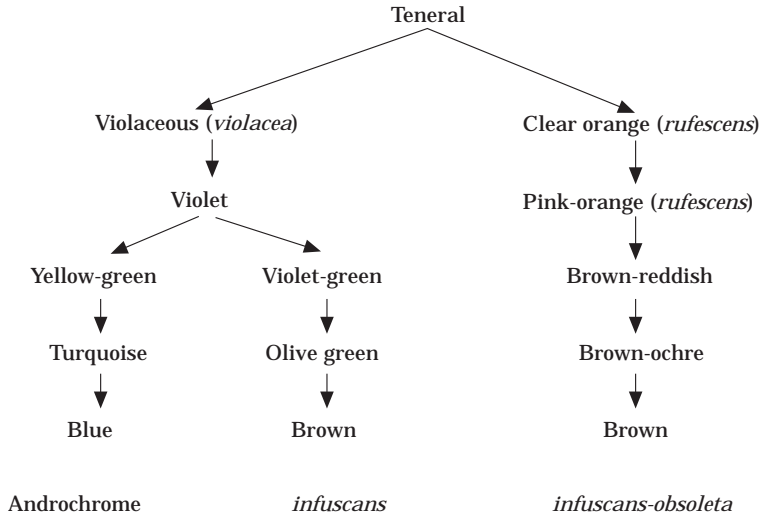 Teneral
Violaceous (violacea) Clear orange (rufescens)
Violet Pink-orange (rufescens)
Yellow-green Violet-green Brown-reddish
Turquoise Olive green Brown-ochre
Blue Brown Brown
Androchrome infuscans infuscans-obsoleta